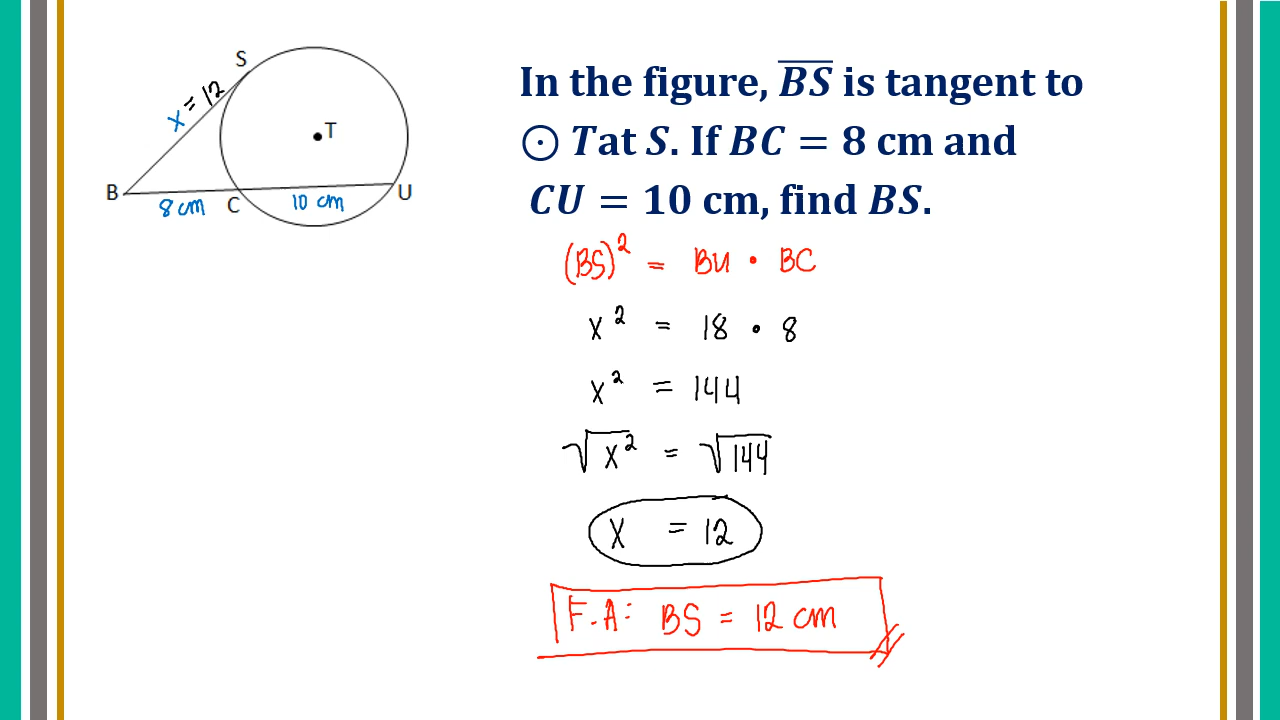 S
x = 12
T
B
8 cm
C
10 cm
U
In the figure, \overline{BS} is tangent to
⊙ T at S. If BC = 8 cm and
CU = 10 cm, find BS.
(BS)² = BU • BC
x² = 18 • 8
x² = 144
√x² = √144
x = 12
F.A: BS = 12 cm